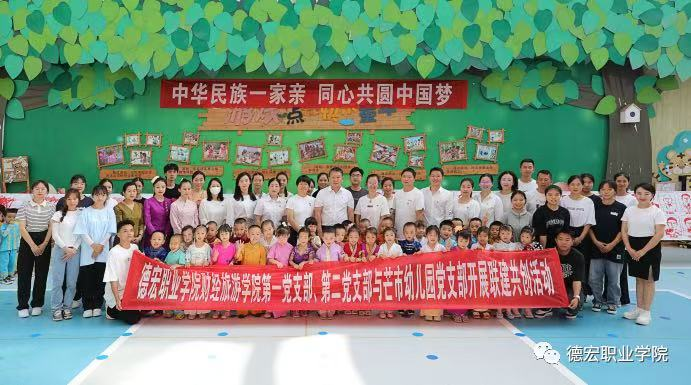 中华民族一家亲 同心共圆中国梦
德宏职业学院财经旅游学院第一党支部、第二党支部与芒市幼儿园党支部开展联建共创活动
德宏职业学院